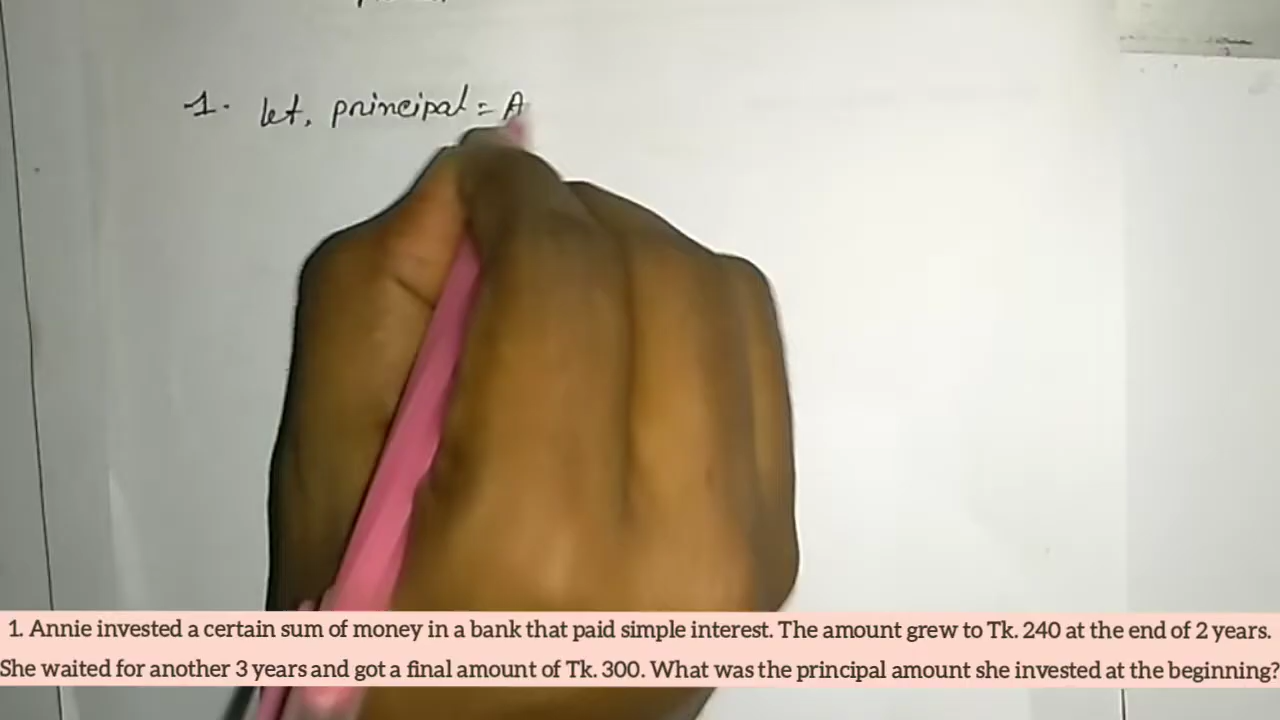 1. let, principal = A
1. Annie invested a certain sum of money in a bank that paid simple interest. The amount grew to Tk. 240 at the end of 2 years.
She waited for another 3 years and got a final amount of Tk. 300. What was the principal amount she invested at the beginning?